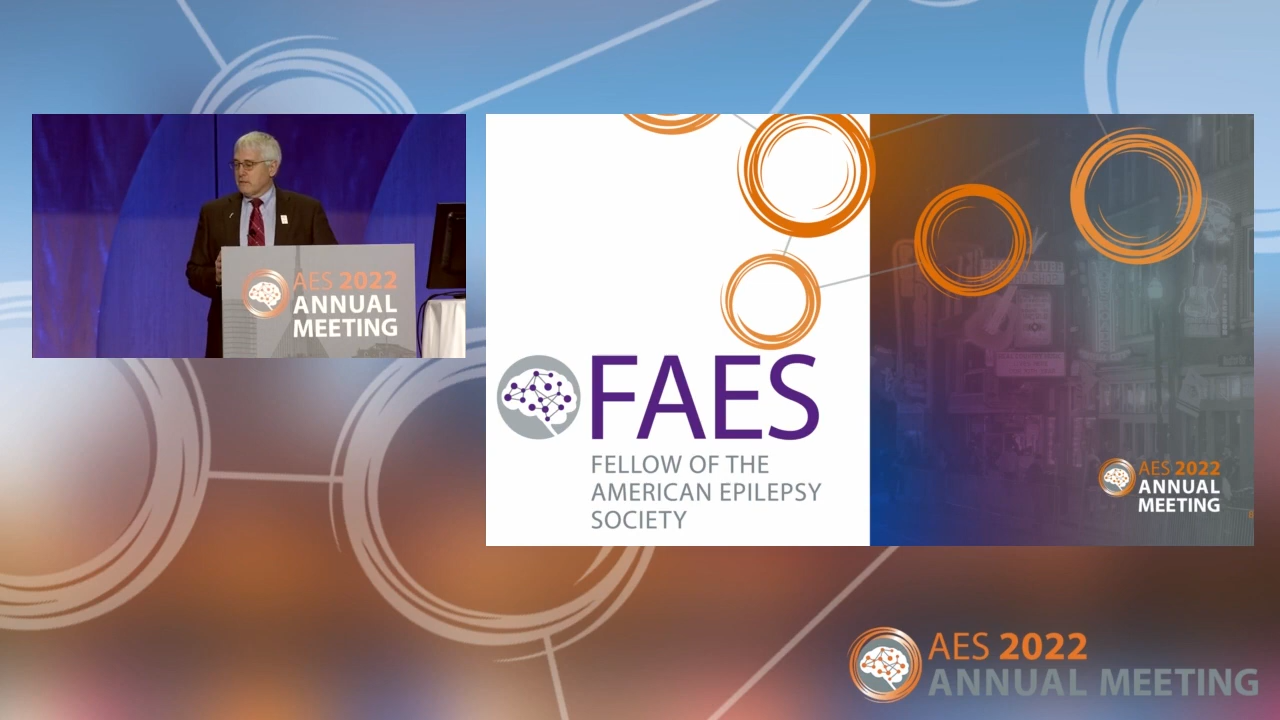 AES 2022
ANNUAL
MEETING
FAES
FELLOW OF THE
AMERICAN EPILEPSY
SOCIETY
AES 2022
ANNUAL
MEETING
AES 2022
ANNUAL MEETING